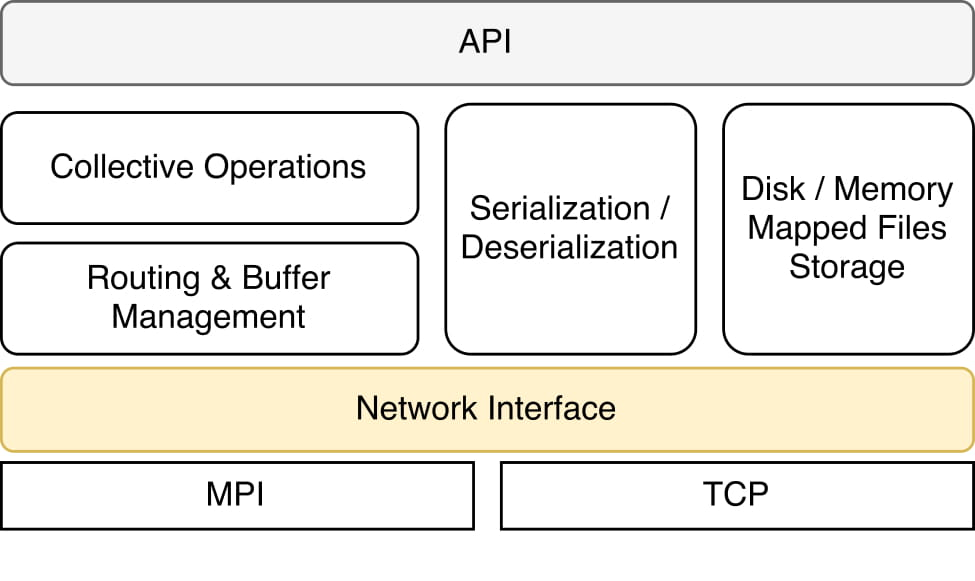 API
Collective Operations
Routing & Buffer
Management
Serialization /
Deserialization
Disk / Memory
Mapped Files
Storage
Network Interface
MPI
TCP